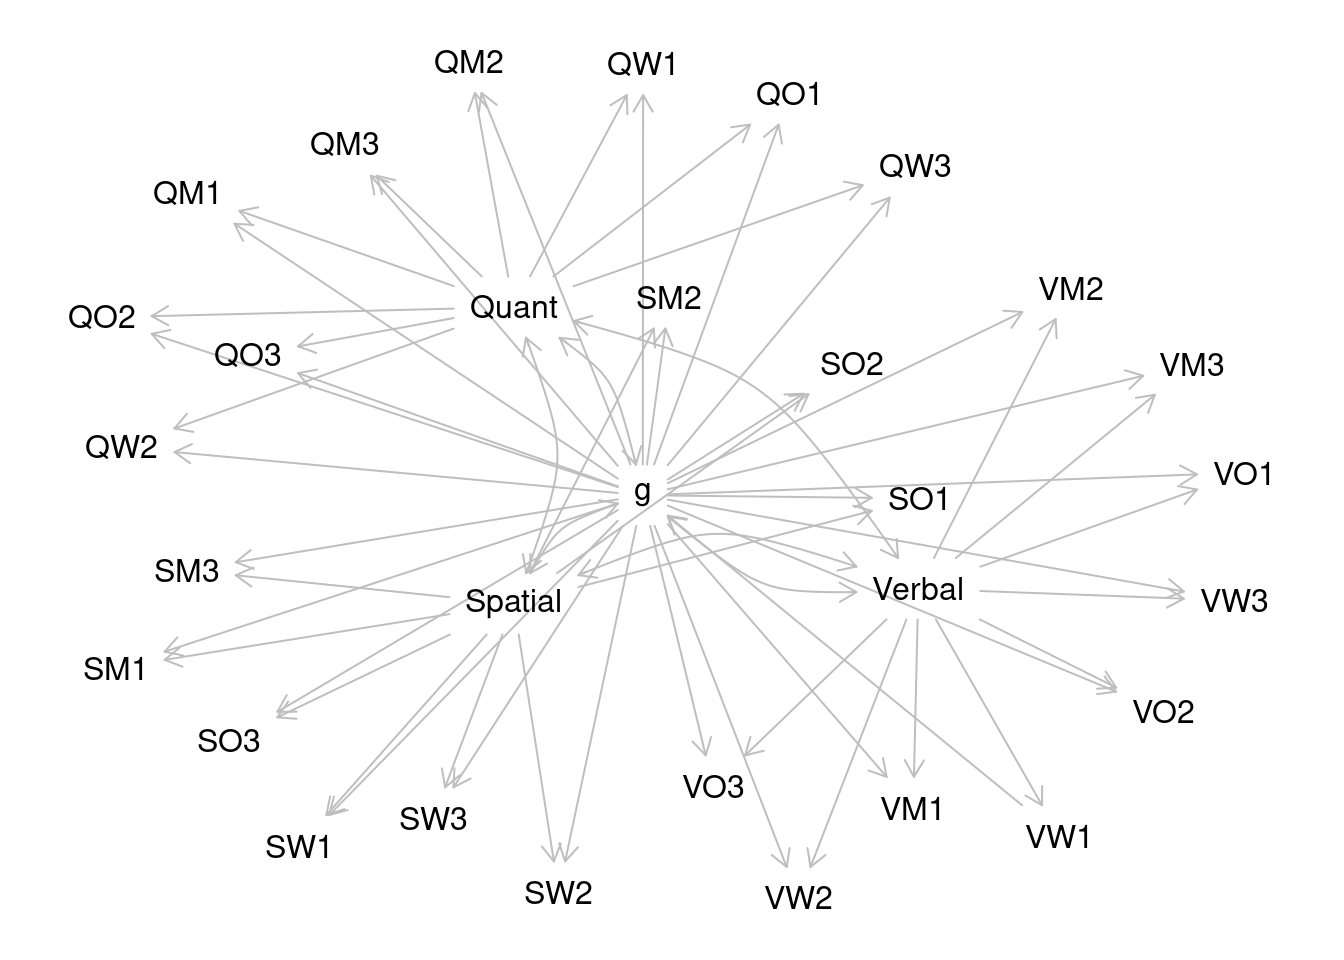 QM2
QW1
QO1
QM3
QW3
QM1
VM2
SM2
Quant
QO2
QO3
SO2
VM3
QW2
VO1
g
SO1
SM3
Verbal
Spatial
VW3
SM1
VO2
SO3
VO3
VM1
SW3
VW1
SW1
SW2
VW2